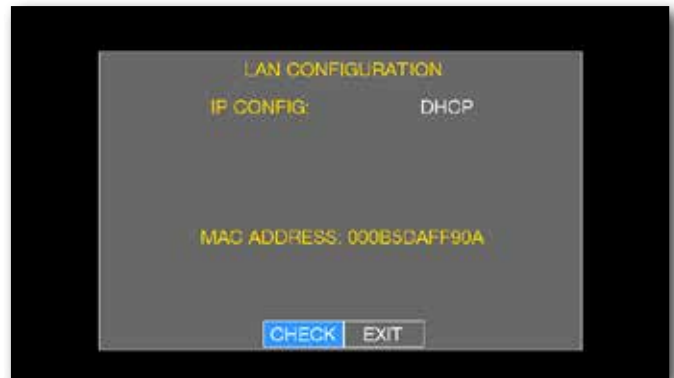 LAN CONFIGURATION
IP CONFIG: DHCP
MAC ADDRESS: 000B5DAFF90A
CHECK EXIT